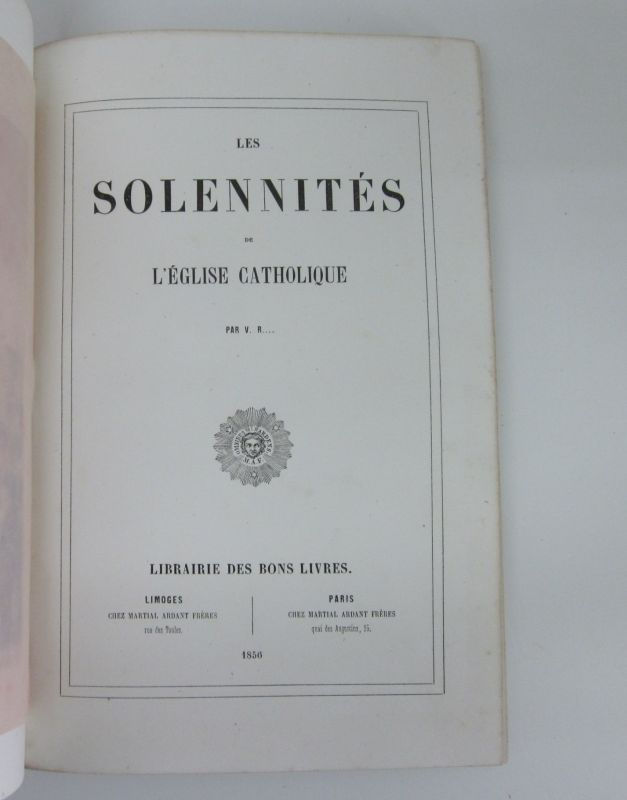 LES
SOLENNITÉS
DE
L'ÉGLISE CATHOLIQUE
PAR V. R....
M A F
LIBRAIRIE DES BONS LIVRES.
LIMOGES
CHEZ MARTIAL ARDANT FRÈRES
rue des Taules.
PARIS
CHEZ MARTIAL ARDANT FRÈRES
quai des Augustins, 25.
1856